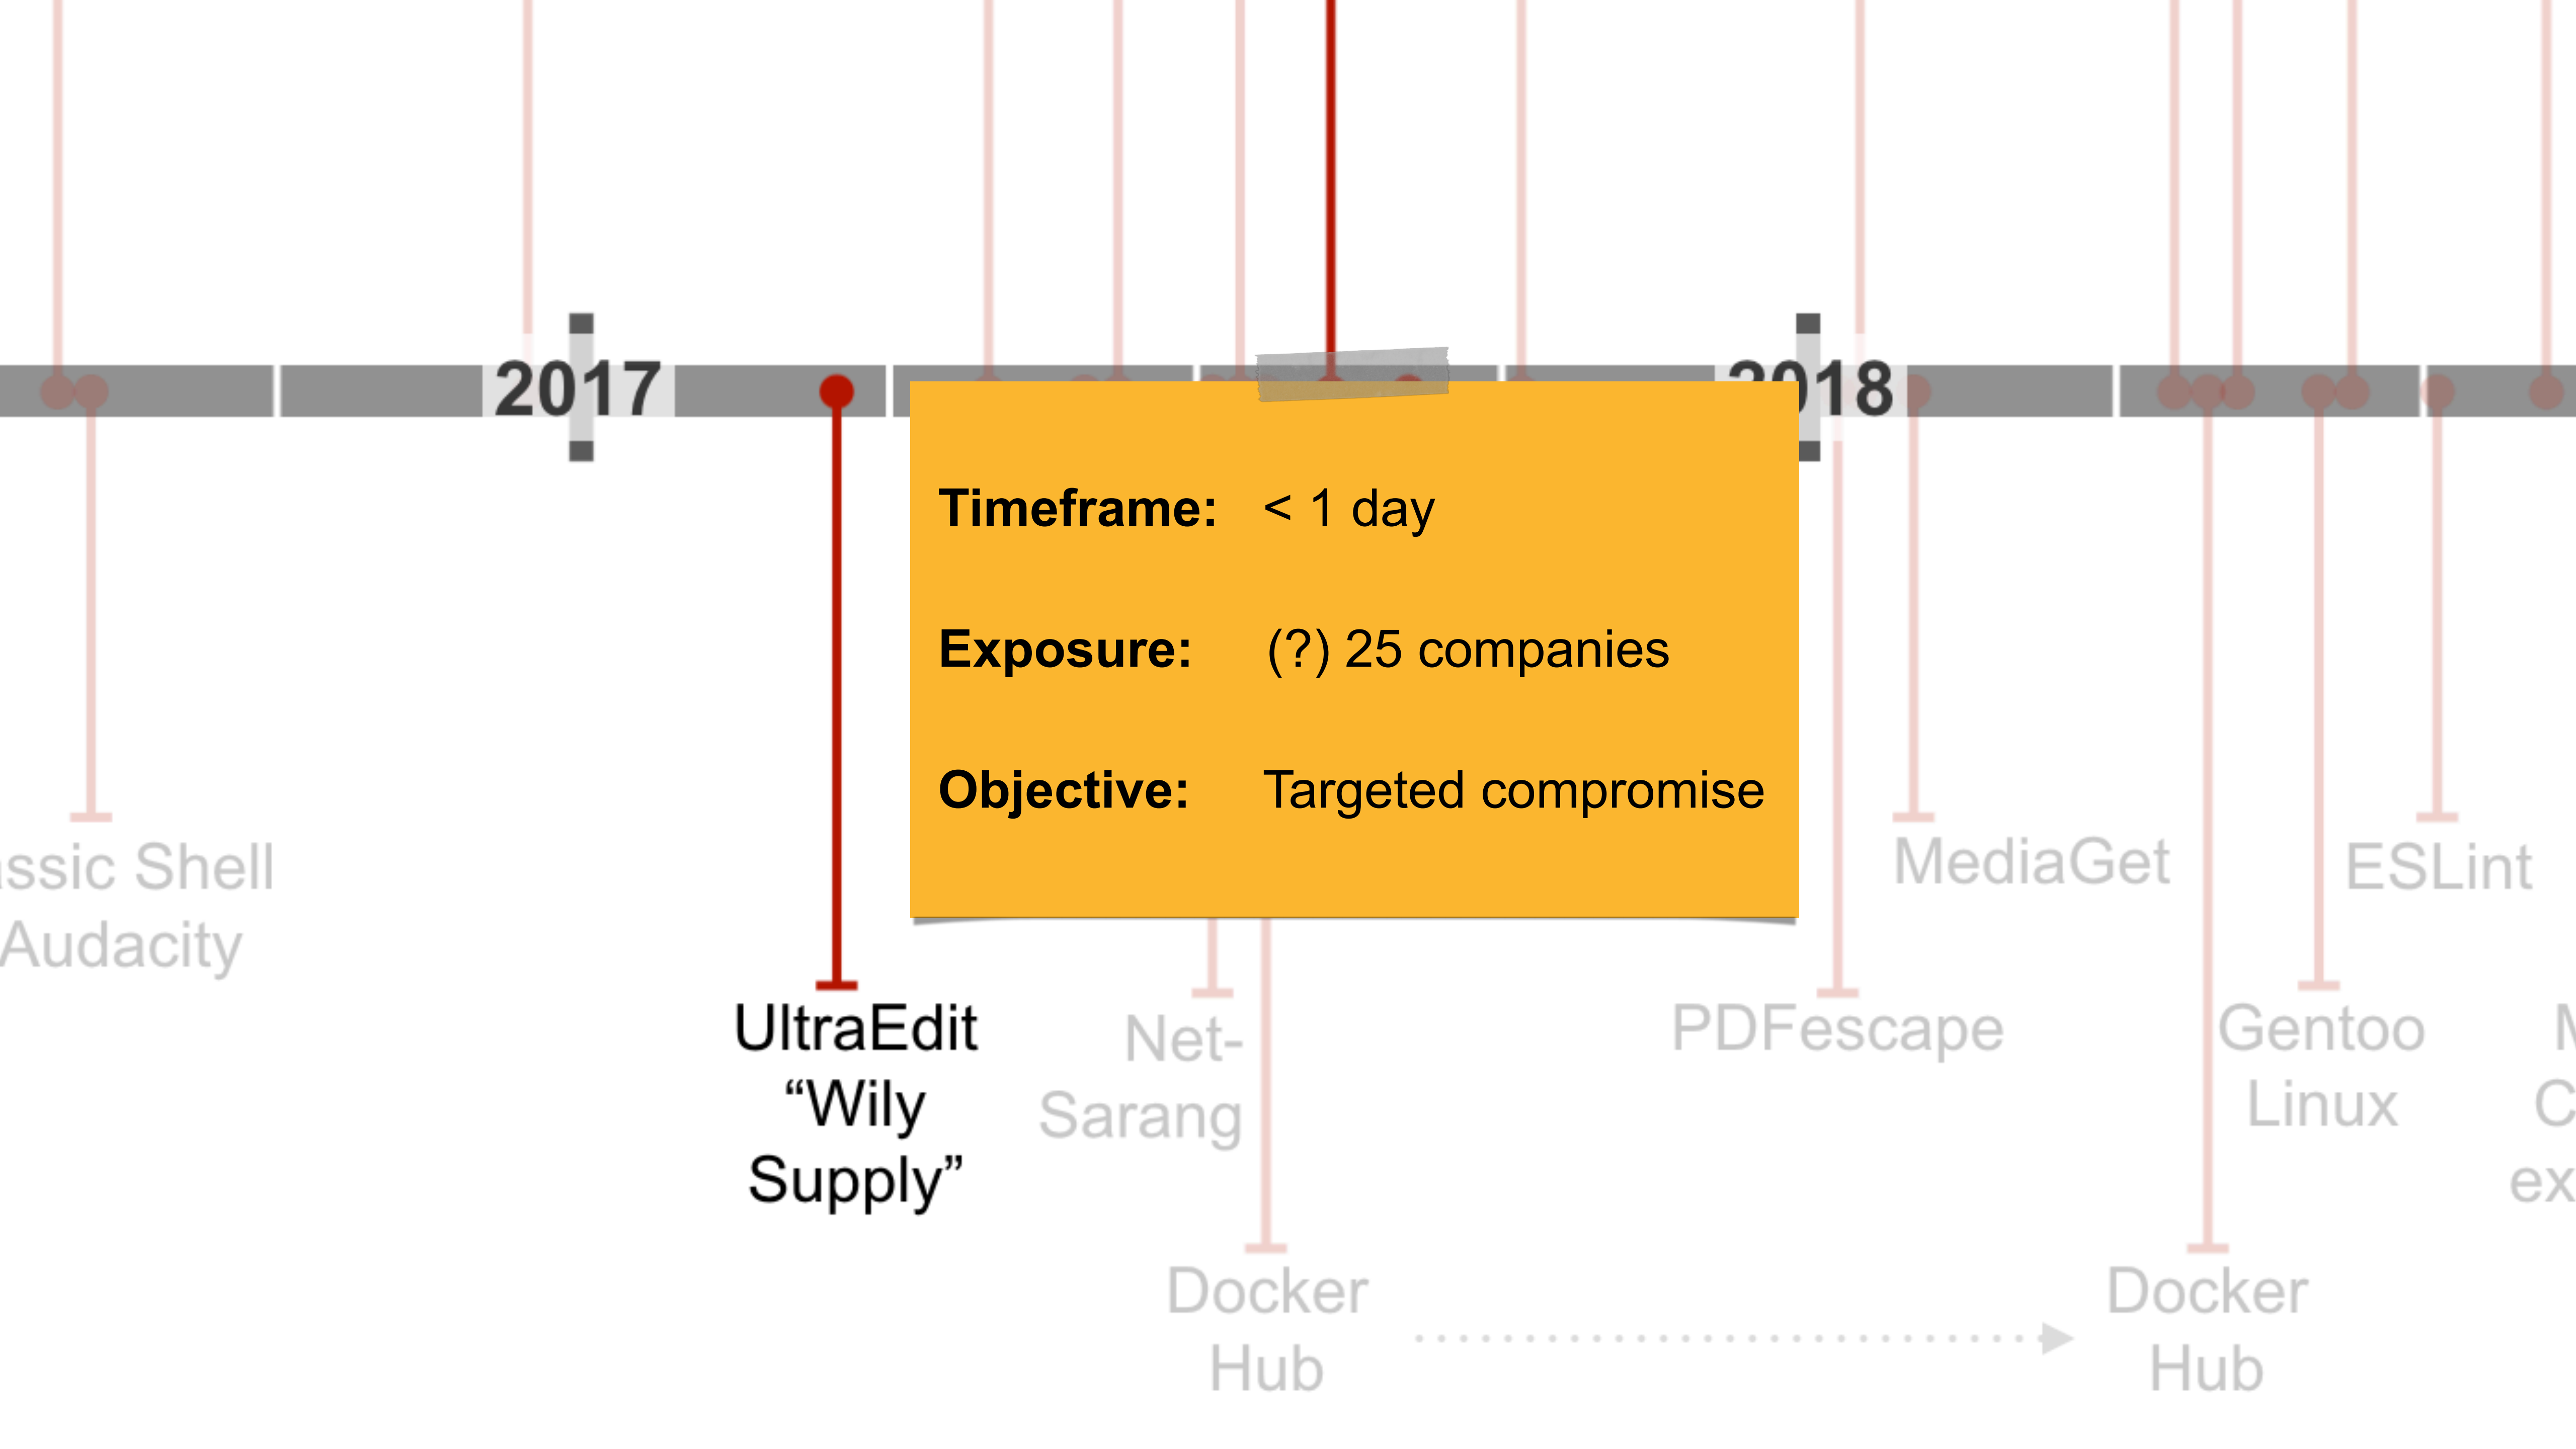 2017
2018
Timeframe: < 1 day
Exposure: (?) 25 companies
Objective: Targeted compromise
Shell
Audacity
UltraEdit
“Wily
Supply”
Net-
Sarang
Docker
Hub
PDFescape
MediaGet
Docker
Hub
Gentoo
Linux
ESLint